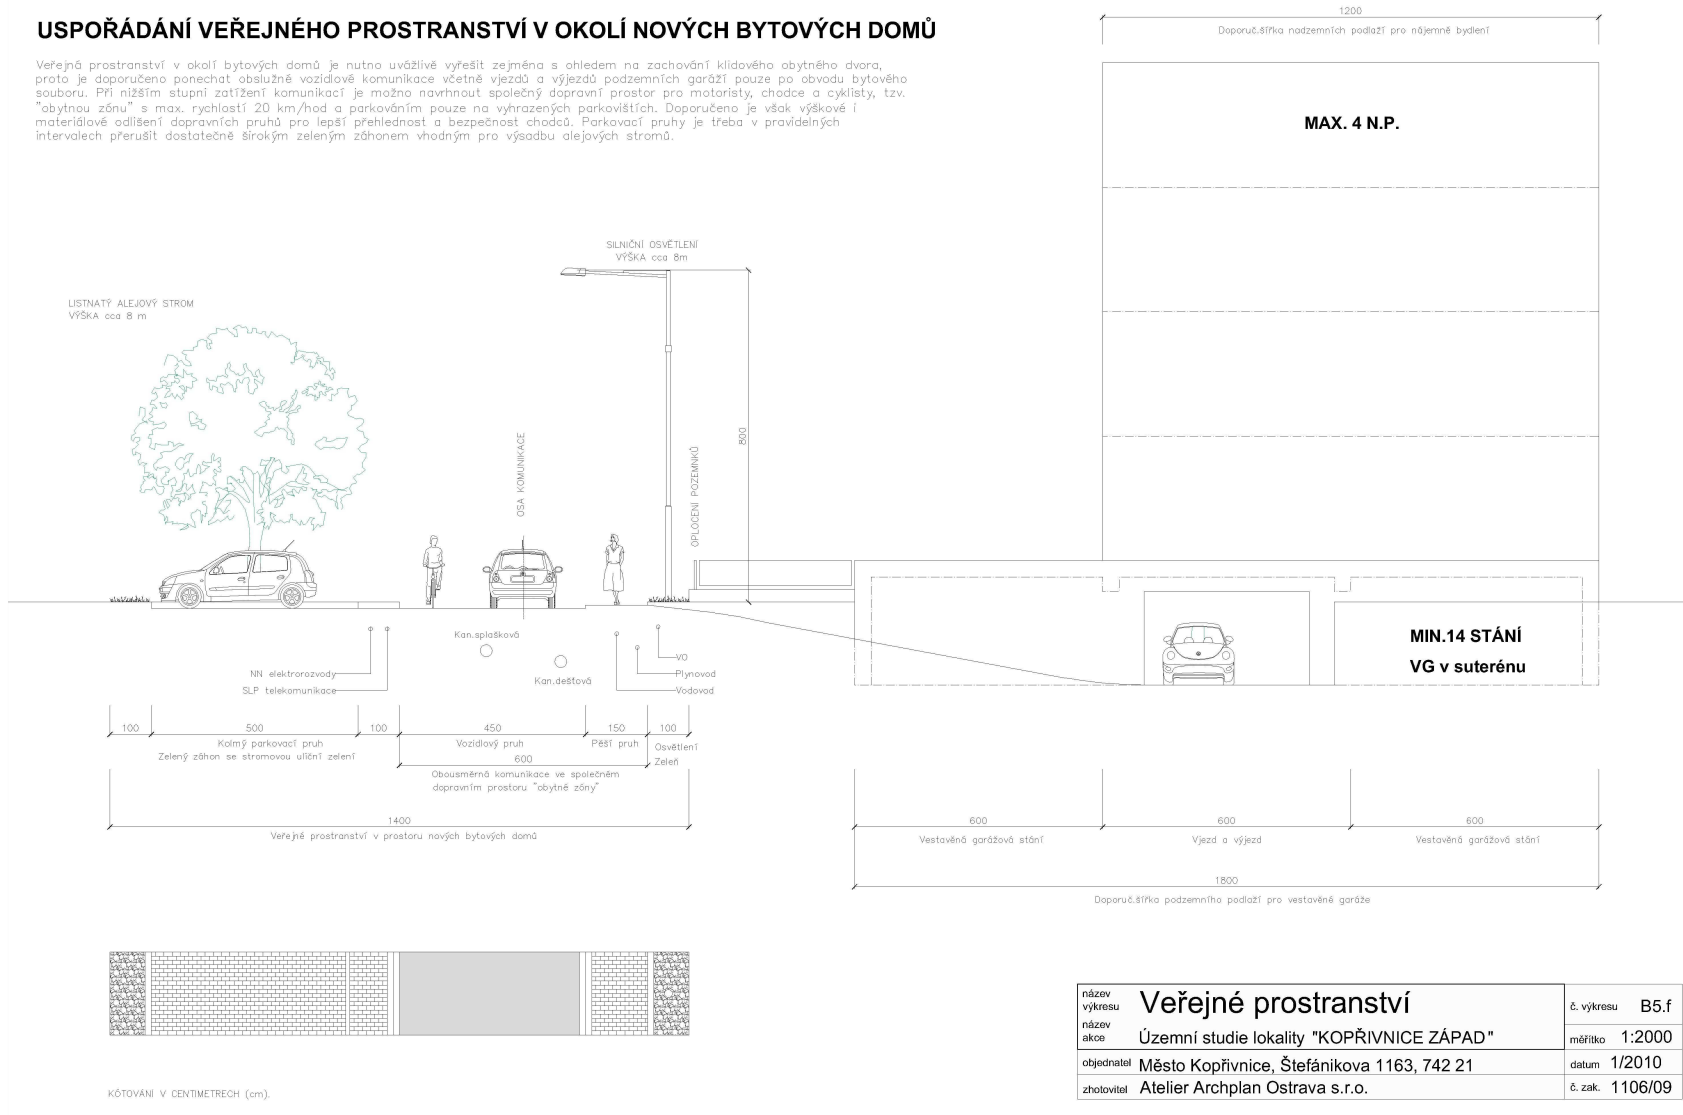 USPOŘÁDÁNÍ VEŘEJNÉHO PROSTRANSTVÍ V OKOLÍ NOVÝCH BYTOVÝCH DOMŮ
Veřejná prostranství v okolí bytových domů je nutno uvážlivě vyřešit zejména s ohledem na zachování klidového obytného dvora,
proto je doporučeno ponechat obslužné vozidlové komunikace včetně vjezdů a výjezdů podzemních garáží pouze po obvodu bytového
souboru. Při nižším stupni zatížení komunikací je možno navrhnout společný dopravní prostor pro motoristy, chodce a cyklisty, tzv.
"obytnou zónu" s max. rychlostí 20 km/hod a parkováním pouze na vyhrazených parkovištích. Doporučeno je však výškové i
materiálové odlišení dopravních pruhů pro lepší přehlednost a bezpečnost chodců. Parkovací pruhy je třeba v pravidelných
intervalech přerušit dostatečně širokým zeleným záhonem vhodným pro výsadbu alejových stromů.
1200
Doporuč.šířka nadzemních podlaží pro nájemné bydlení
MAX. 4 N.P.
SILNIČNÍ OSVĚTLENÍ
VÝŠKA cca 8m
LISTNATÝ ALEJOVÝ STROM
VÝŠKA cca 8 m
OSA KOMUNIKACE
OPLOCENÍ POZEMNKŮ
800
Kan.splašková
Kan.dešťová
NN elektrorozvody
SLP telekomunikace
VO
Plynovod
Vodovod
MIN.14 STÁNÍ
VG v suterénu
100
500
100
450
150
100
Kolmý parkovací pruh
Zelený záhon se stromovou uliční zelení
Vozidlový pruh
Pěší pruh
Osvětlení
Zeleň
600
Obousměrná komunikace ve společném
dopravním prostoru "obytné zóny"
1400
Veřejné prostranství v prostoru nových bytových domů
600
600
600
Vestavěná garážová stání
Vjezd a výjezd
Vestavěná garážová stání
1800
Doporuč.šířka podzemního podlaží pro vestavěné garáže
KÓTOVÁNÍ V CENTIMETRECH (cm).
název
výkresu
Veřejné prostranství
č. výkresu B5.f
název
akce
Územní studie lokality "KOPŘIVNICE ZÁPAD"
měřítko 1:2000
objednatel Město Kopřivnice, Štefánikova 1163, 742 21
datum 1/2010
zhotovitel Atelier Archplan Ostrava s.r.o.
č. zak. 1106/09